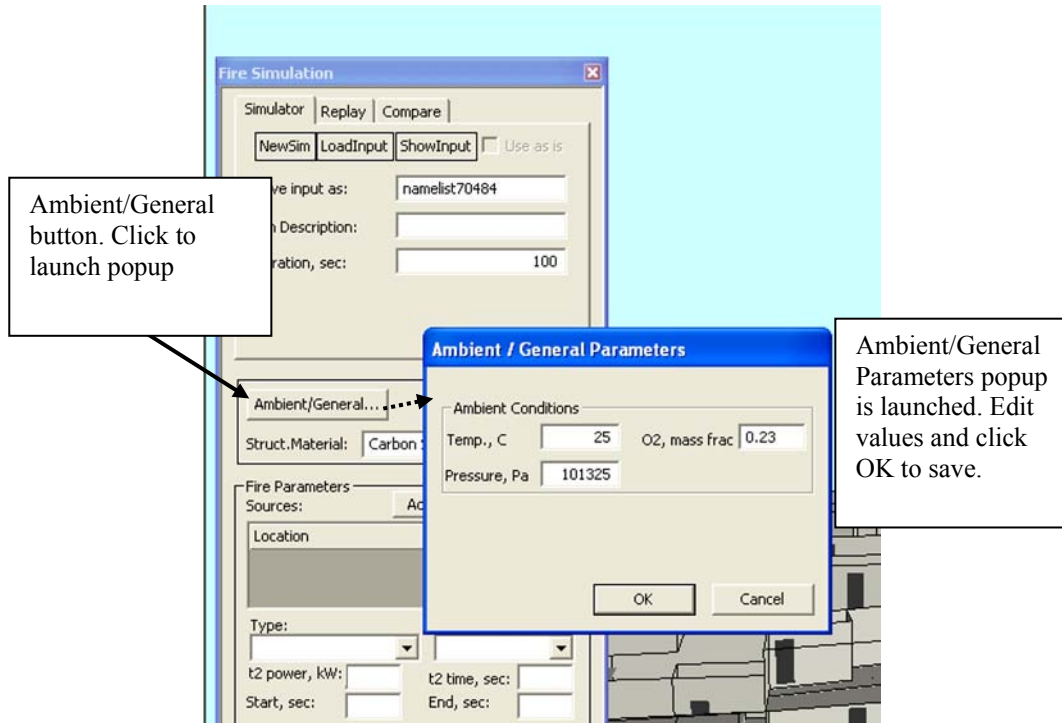 Fire Simulation
Simulator Replay Compare
NewSim LoadInput ShowInput Use as is
ve input as: namelist70484
Description:
ration, sec: 100
Ambient/General
button. Click to
launch popup
Ambient / General Parameters
Ambient Conditions
Temp., C 25 O2, mass frac 0.23
Pressure, Pa 101325
OK Cancel
Ambient/General
Parameters popup
is launched. Edit
values and click
OK to save.
Ambient/General...
Struct.Material: Carbon
Fire Parameters
Sources: Ac
Location
Type:
t2 power, kW: t2 time, sec:
Start, sec: End, sec: